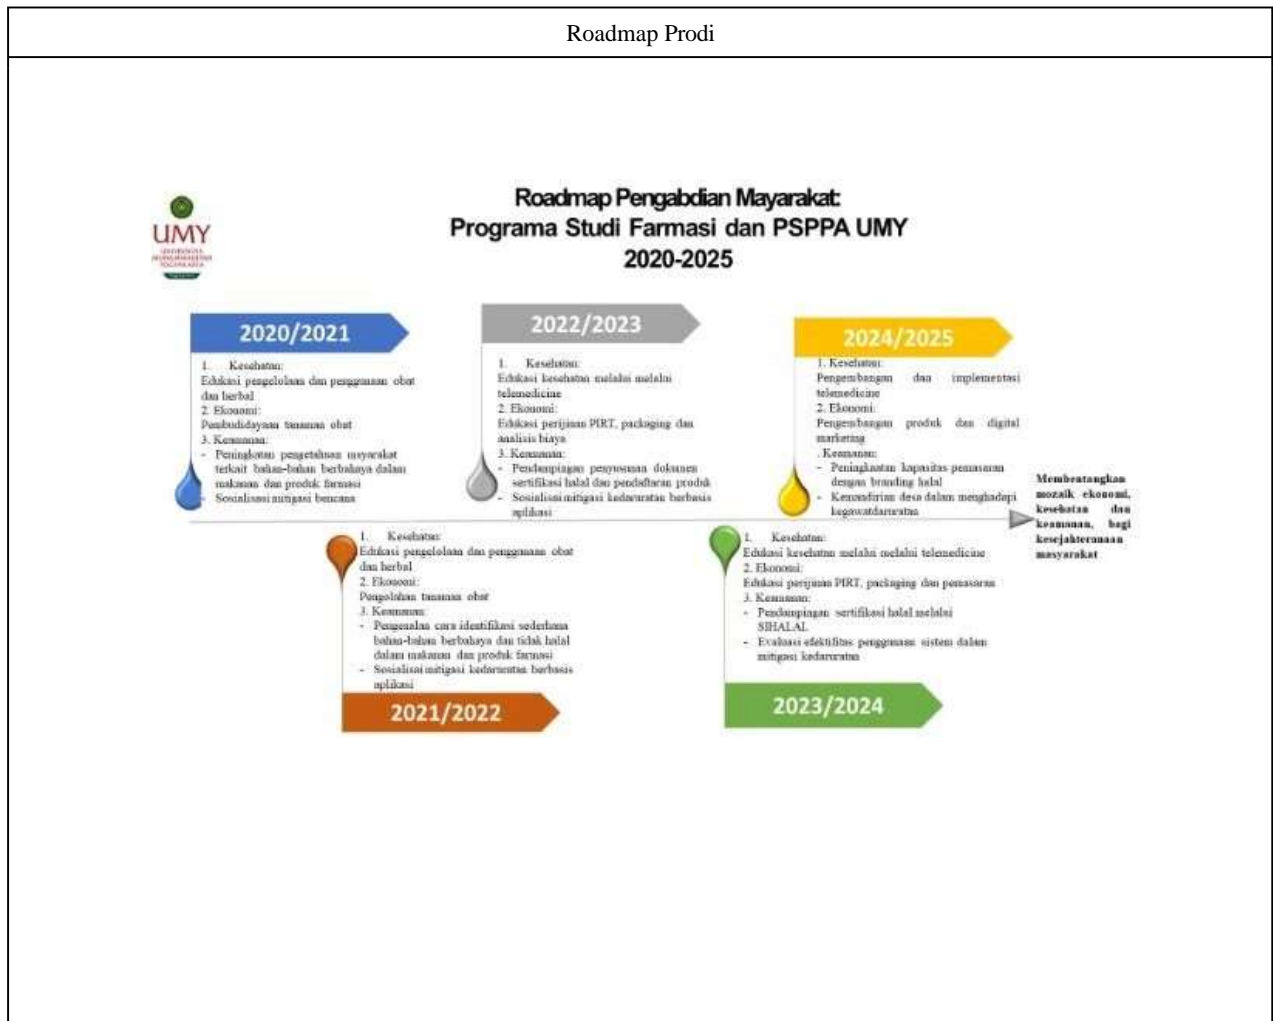 Roadmap Prodi
Roadmap Pengabdian Mayarakat:
Programa Studi Farmasi dan PSPPA UMY
2020-2025
UMY
UNIVERSITAS
MUHAMMADIYAH
YOGYAKARTA
2020/2021
1. Kesehatan:
Edukasi pengelolaan dan penggunaan obat
dan herbal
2. Ekonomi:
Pembudidayaan tanaman obat
3. Keamanan:
- Peningkatan pengetahuan masyarakat
terkait bahan-bahan berbahaya dalam
makanan dan produk farmasi
- Sosialisasi mitigasi bencana
2022/2023
1. Kesehatan:
Edukasi kesehatan melalui melalui
telemedicine
2. Ekonomi:
Edukasi perijinan PIRT, packaging dan
analisis biaya
3. Keamanan:
- Pendampingan penyusunan dokumen
sertifikasi halal dan pendaftaran produk
- Sosialisasi mitigasi kedaruratan berbasis
aplikasi
2024/2025
1. Kesehatan:
Pengembangan dan implementasi
telemedicine
2. Ekonomi:
Pengembangan produk dan digital
marketing
. Keamanan:
- Peningkatan kapasitas pemasaran
dengan branding halal
- Kemandirian desa dalam menghadapi
kegawatdaruratan
Membentangkan
mozaik ekonomi,
kesehatan dan
keamanan, bagi
kesejahteraaan
masyarakat
1. Kesehatan:
Edukasi pengelolaan dan penggunaan obat
dan herbal
2. Ekonomi:
Pengolahan tanaman obat
3. Keamanan:
- Pengenalan cara identifikasi sederhana
bahan-bahan berbahaya dan tidak halal
dalam makanan dan produk farmasi
- Sosialisasi mitigasi kedaruratan berbasis
aplikasi
2021/2022
1. Kesehatan:
Edukasi kesehatan melalui melalui telemedicine
2. Ekonomi:
Edukasi perijinan PIRT, packaging dan pemasaran
3. Keamanan:
- Pendampingan sertifikasi halal melalui
SIHALAL
- Evaluasi efektifitas penggunaan sistem dalam
mitigasi kedaruratan
2023/2024